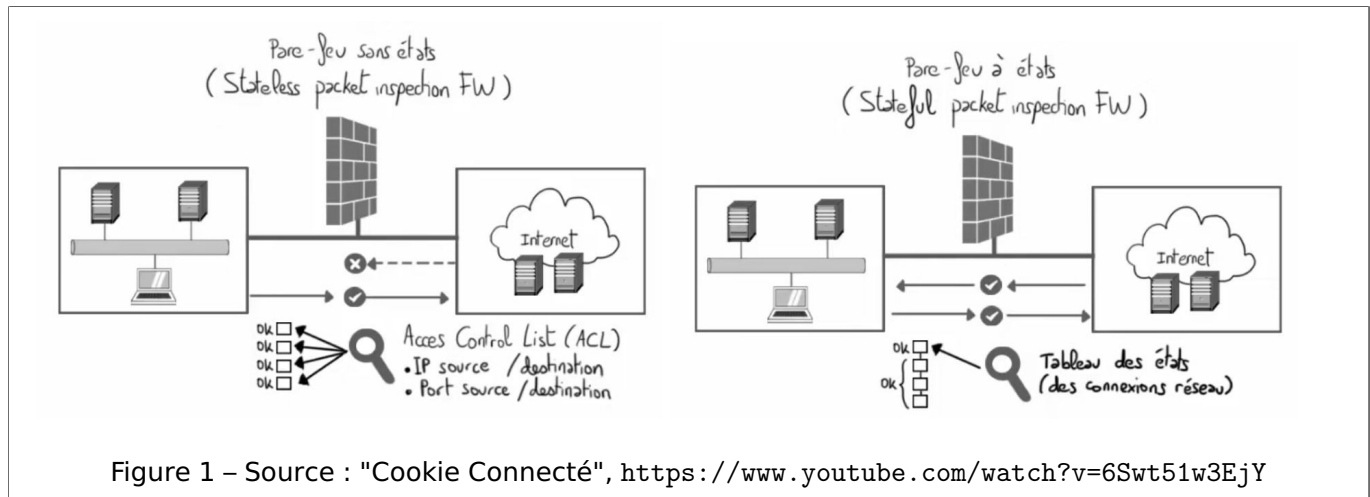 Pare-feu sans états
(Stateless packet inspection FW)
Internet
ok
ok
ok
ok
Acces Control List (ACL)
• IP source / destination
• Port source / destination
Pare-feu à états
(Stateful packet inspection FW)
Internet
ok
ok
Tableau des états
(des connexions réseau)
Figure 1 – Source : "Cookie Connecté", https://www.youtube.com/watch?v=6Swt51w3EjY